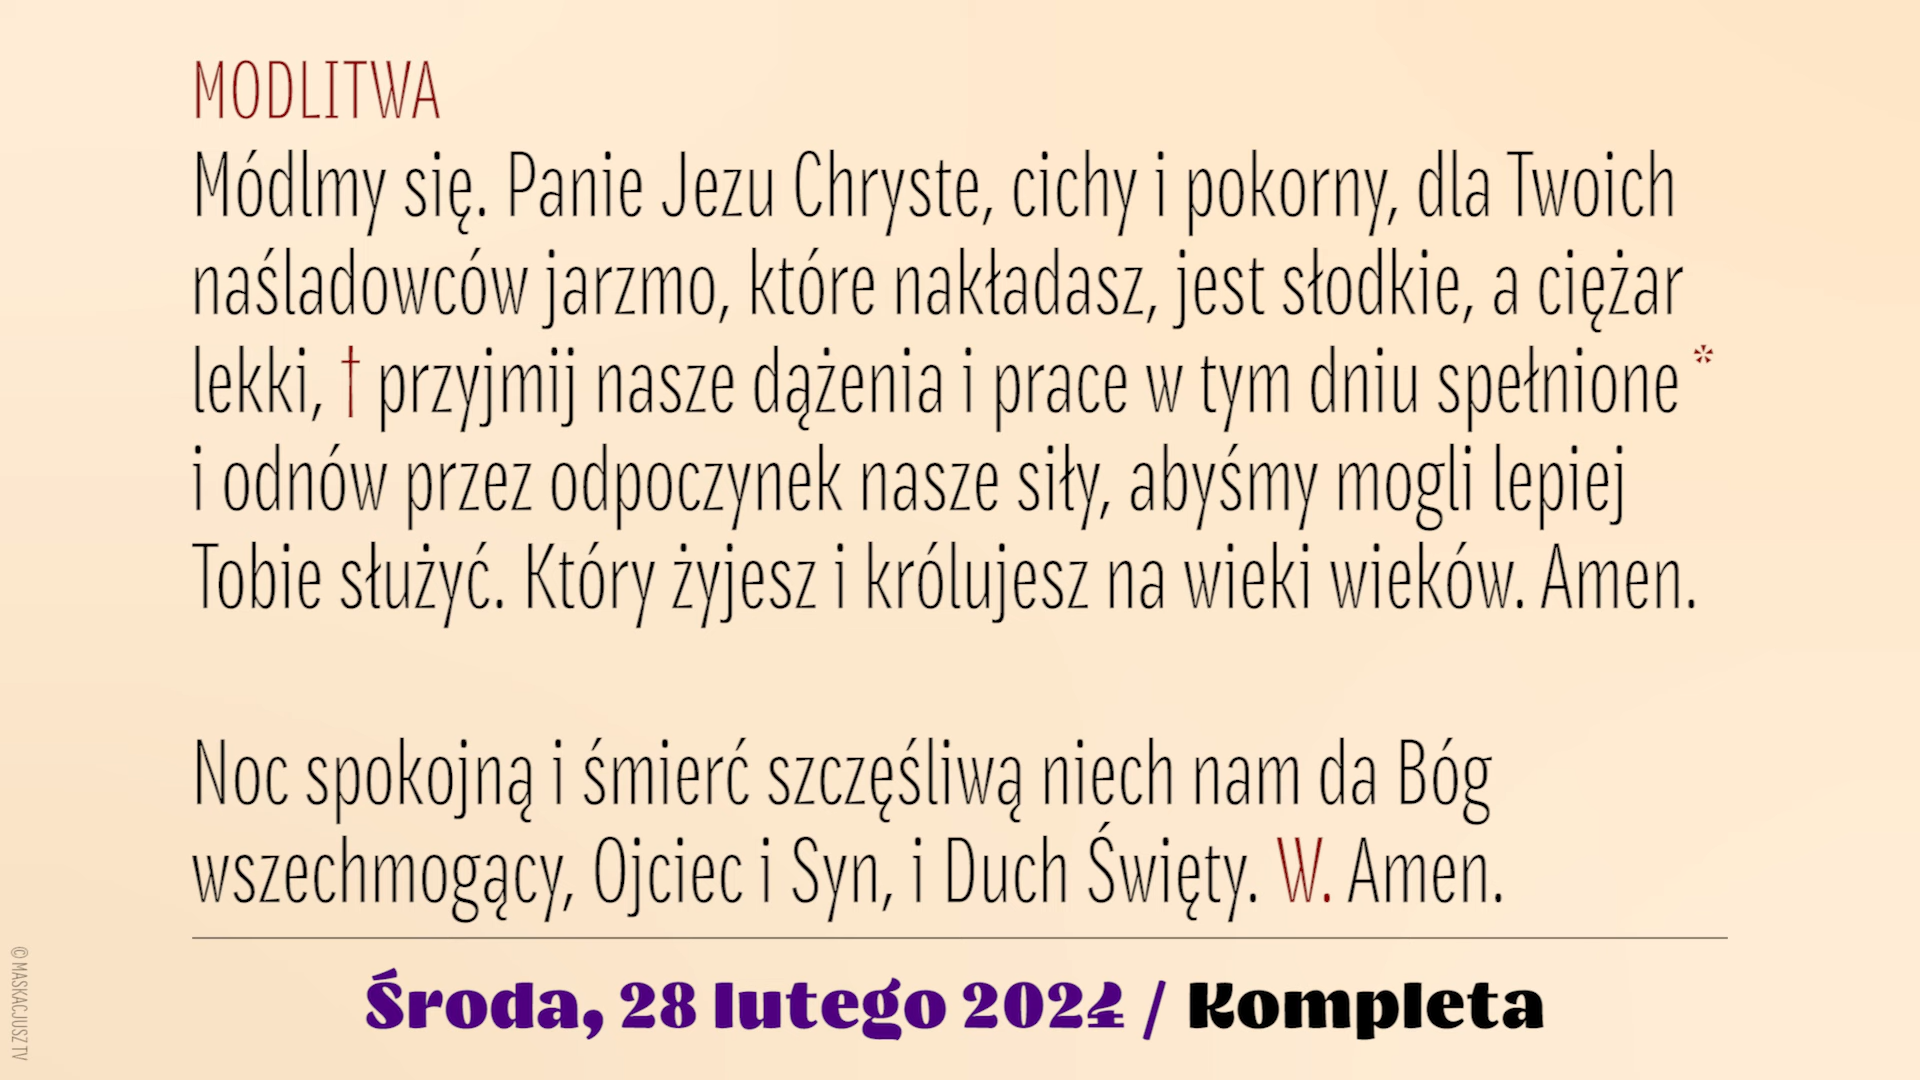 MODLITWA
Módlmy się. Panie Jezu Chryste, cichy i pokorny, dla Twoich
naśladowców jarzmo, które nakładasz, jest słodkie, a ciężar
lekki, † przyjmij nasze dążenia i prace w tym dniu spełnione *
i odnów przez odpoczynek nasze siły, abyśmy mogli lepiej
Tobie służyć. Który żyjesz i królujesz na wieki wieków. Amen.
Noc spokojną i śmierć szczęśliwą niech nam da Bóg
wszechmogący, Ojciec i Syn, i Duch Święty. W. Amen.
Środa, 28 lutego 2024 / Kompleta
© MASKACJUSZ TV